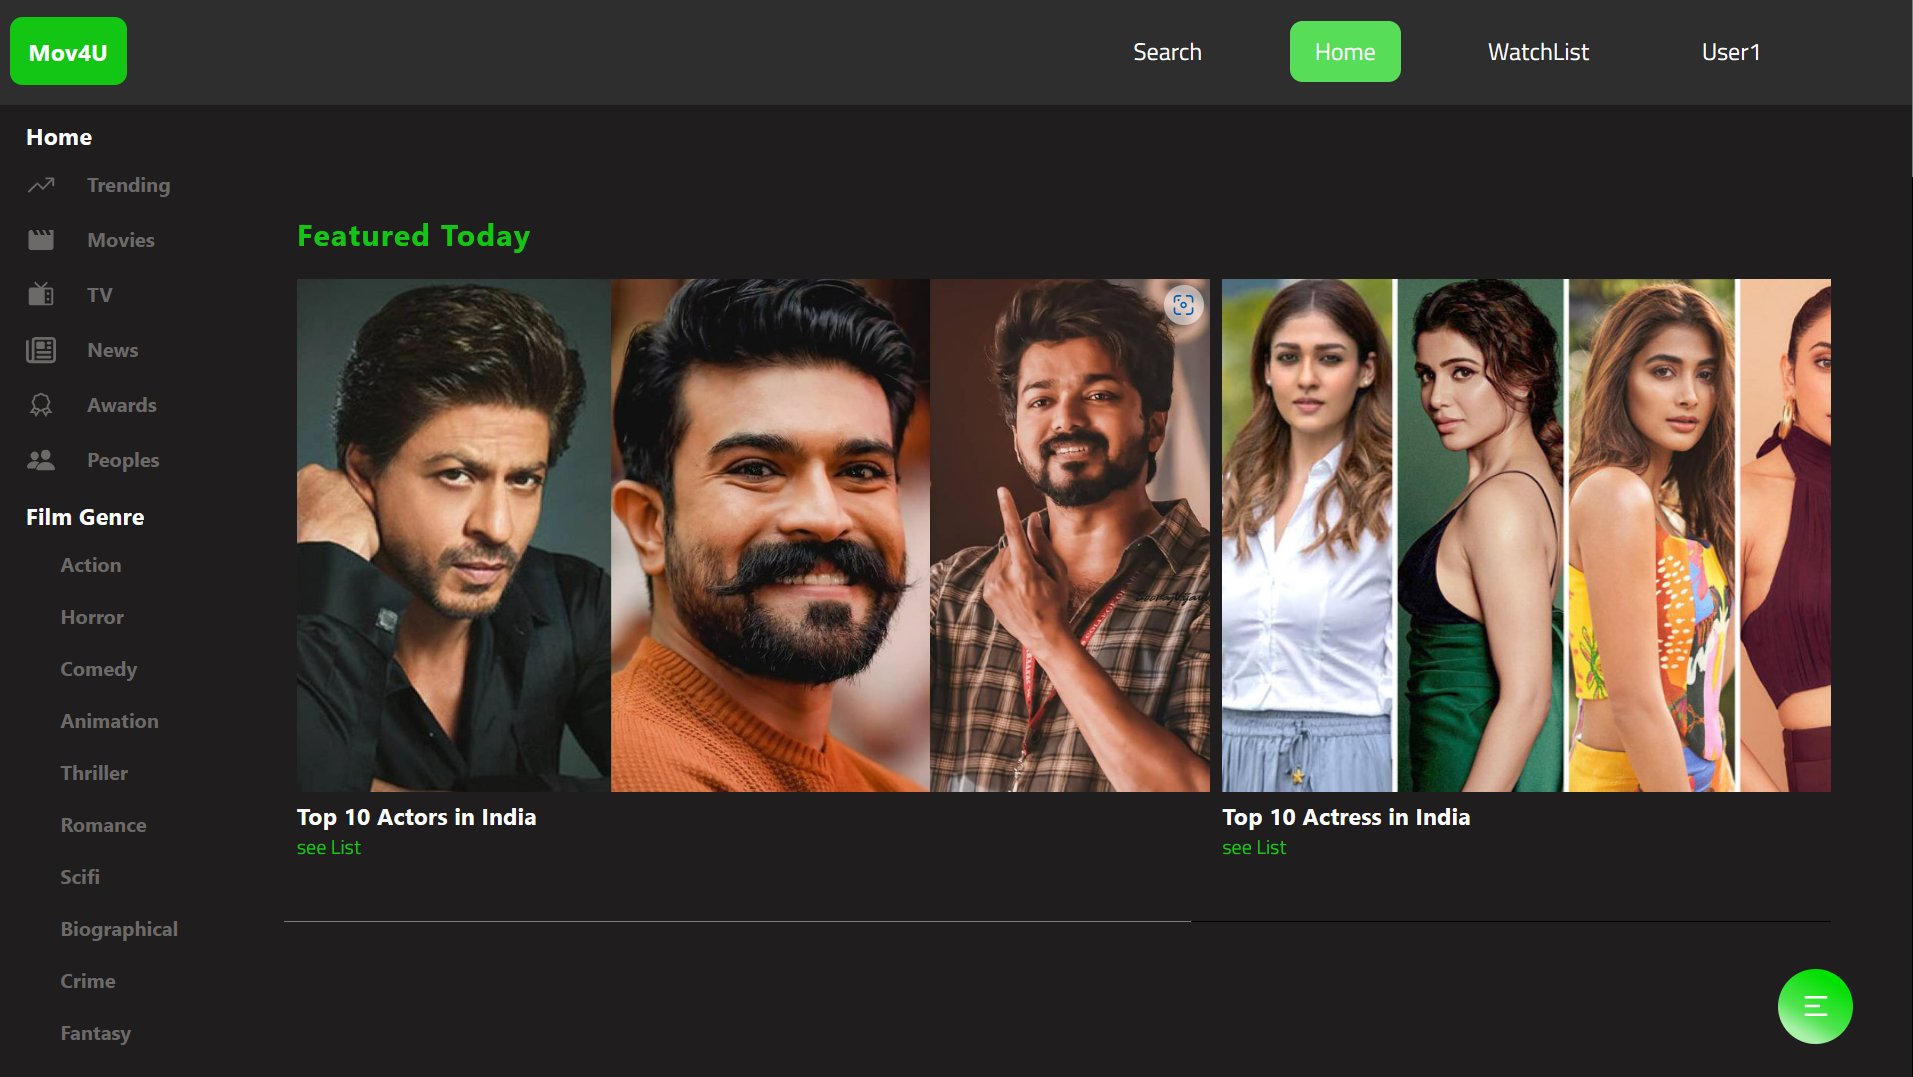 Mov4U
Search
Home
WatchList
User1
Home
Trending
Movies
TV
News
Awards
Peoples
Film Genre
Action
Horror
Comedy
Animation
Thriller
Romance
Scifi
Biographical
Crime
Fantasy
Featured Today
Top 10 Actors in India
see List
Top 10 Actress in India
see List